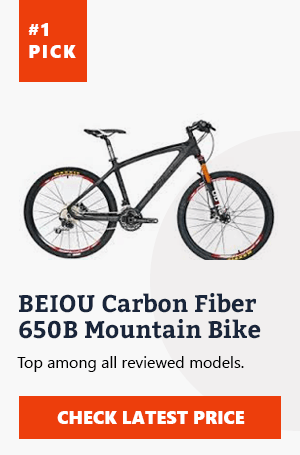 #1
PICK
BEIOU Carbon Fiber
650B Mountain Bike
Top among all reviewed models.
CHECK LATEST PRICE